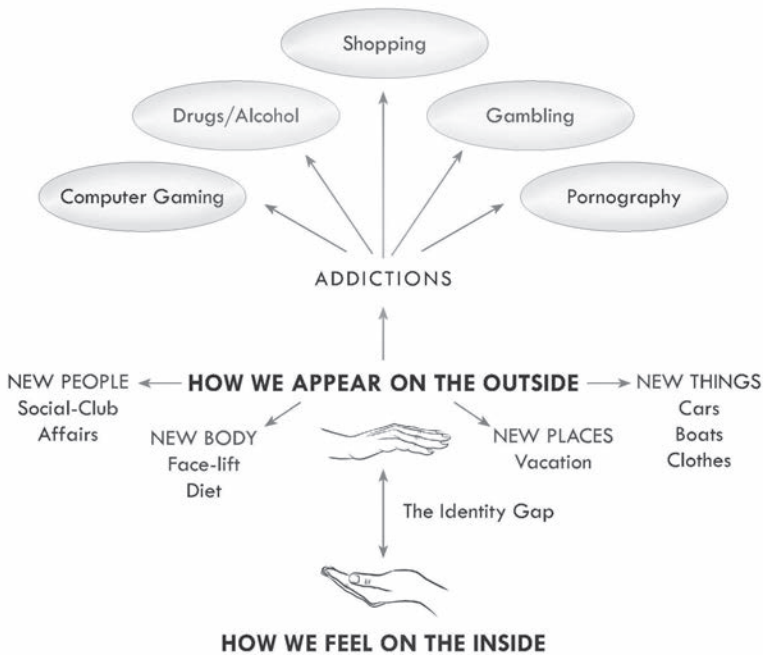 Shopping
Drugs/Alcohol
Gambling
Computer Gaming
Pornography
ADDICTIONS
NEW PEOPLE
Social-Club
Affairs
HOW WE APPEAR ON THE OUTSIDE
NEW THINGS
Cars
Boats
Clothes
NEW BODY
Face-lift
Diet
NEW PLACES
Vacation
The Identity Gap
HOW WE FEEL ON THE INSIDE